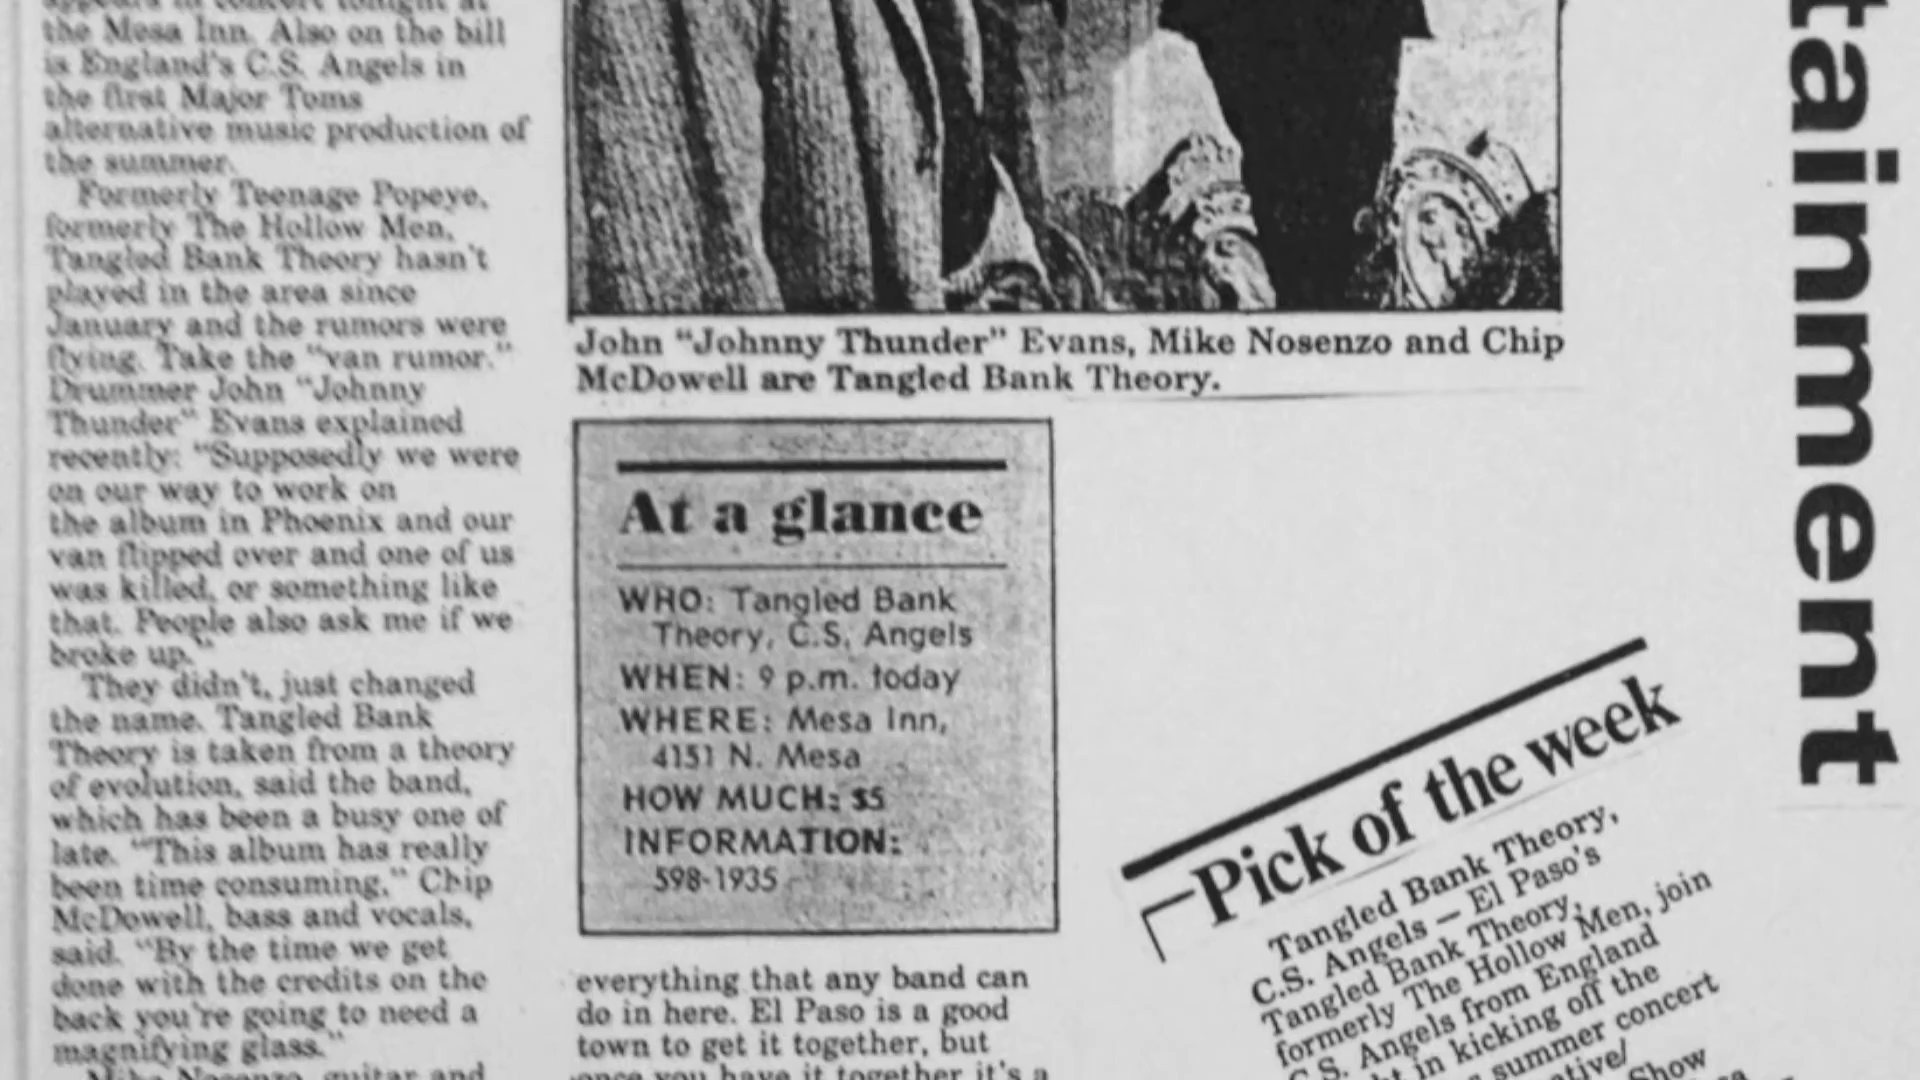 appears in concert tonight at
the Mesa Inn. Also on the bill
is England's C.S. Angels in
the first Major Toms
alternative music production of
the summer.
Formerly Teenage Popeye,
formerly The Hollow Men,
Tangled Bank Theory hasn't
played in the area since
January and the rumors were
flying. Take the "van rumor."
Drummer John "Johnny
Thunder" Evans explained
recently: "Supposedly we were
on our way to work on
the album in Phoenix and our
van flipped over and one of us
was killed, or something like
that. People also ask me if we
broke up."
They didn't, just changed
the name. Tangled Bank
Theory is taken from a theory
of evolution, said the band,
which has been a busy one of
late. "This album has really
been time consuming," Chip
McDowell, bass and vocals,
said. "By the time we get
done with the credits on the
back you're going to need a
magnifying glass."
Mike Nosenzo, guitar and
John "Johnny Thunder" Evans, Mike Nosenzo and Chip
McDowell are Tangled Bank Theory.
At a glance
WHO: Tangled Bank
Theory, C.S. Angels
WHEN: 9 p.m. today
WHERE: Mesa Inn,
4151 N. Mesa
HOW MUCH: $5
INFORMATION:
598-1935
everything that any band can
do in here. El Paso is a good
town to get it together, but
once you have it together it's a
Pick of the week
Tangled Bank Theory,
C.S. Angels — El Paso's
Tangled Bank Theory,
formerly The Hollow Men, join
C.S. Angels from England
in kicking off the
summer concert
Show
tainment